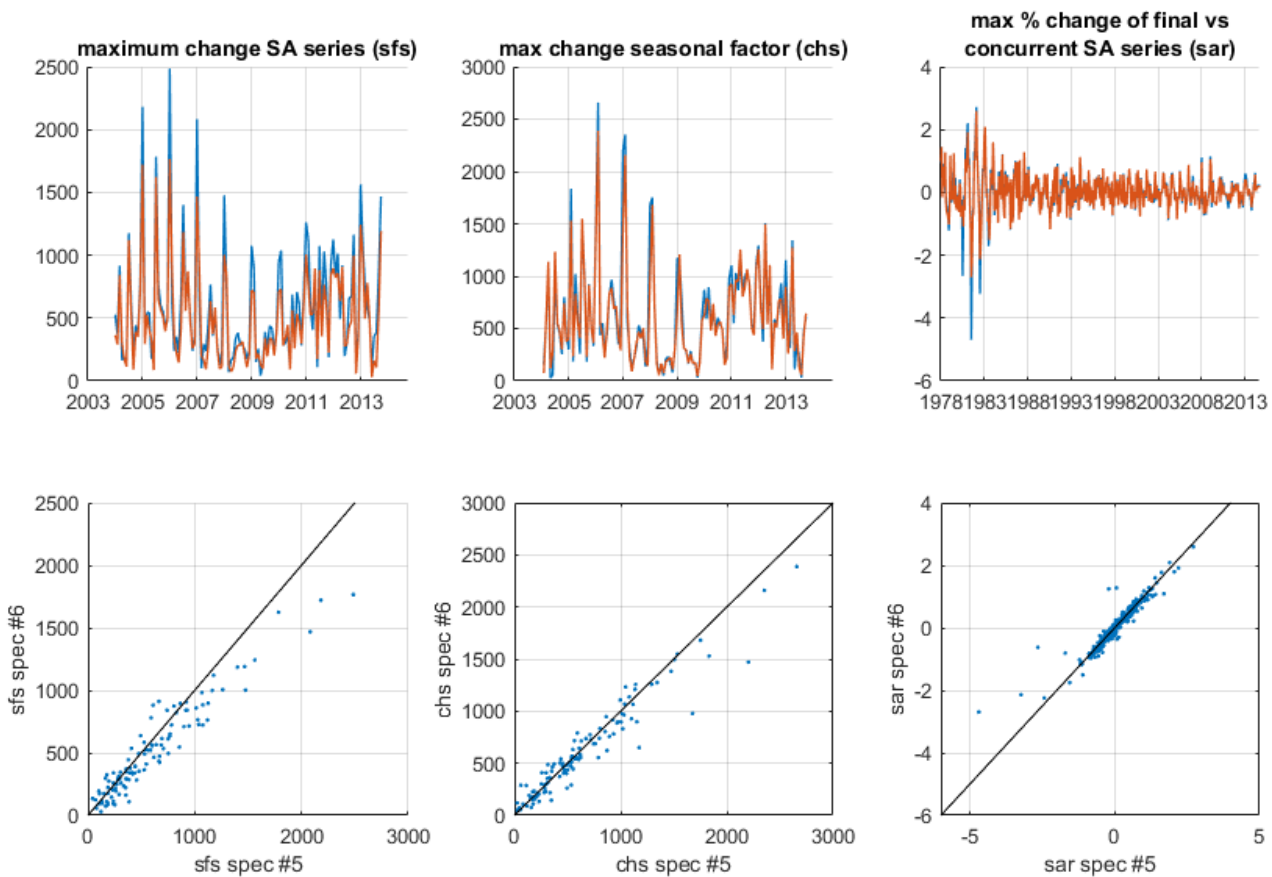 maximum change SA series (sfs)
2500
2000
1500
1000
500
0
2003 2005 2007 2009 2011 2013
max change seasonal factor (chs)
3000
2500
2000
1500
1000
500
0
2003 2005 2007 2009 2011 2013
max % change of final vs
concurrent SA series (sar)
4
2
0
-2
-4
-6
1978 1983 1988 1993 1998 2003 2008 2013
sfs spec #6
2500
2000
1500
1000
500
0
0 1000 2000 3000
sfs spec #5
chs spec #6
3000
2500
2000
1500
1000
500
0
0 1000 2000 3000
chs spec #5
sar spec #6
4
2
0
-2
-4
-6
-5 0 5
sar spec #5